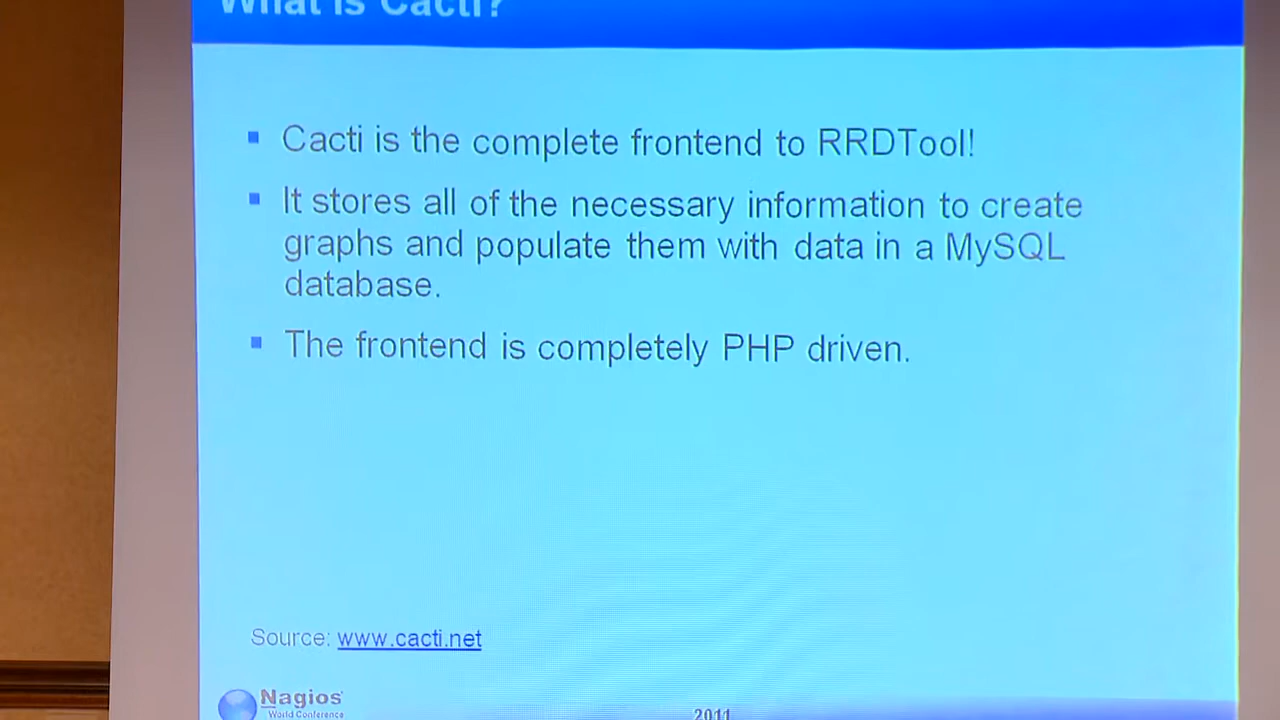 What is Cacti?
Cacti is the complete frontend to RRDTool!
It stores all of the necessary information to create
graphs and populate them with data in a MySQL
database.
The frontend is completely PHP driven.
Source: www.cacti.net
Nagios
World Conference
2011